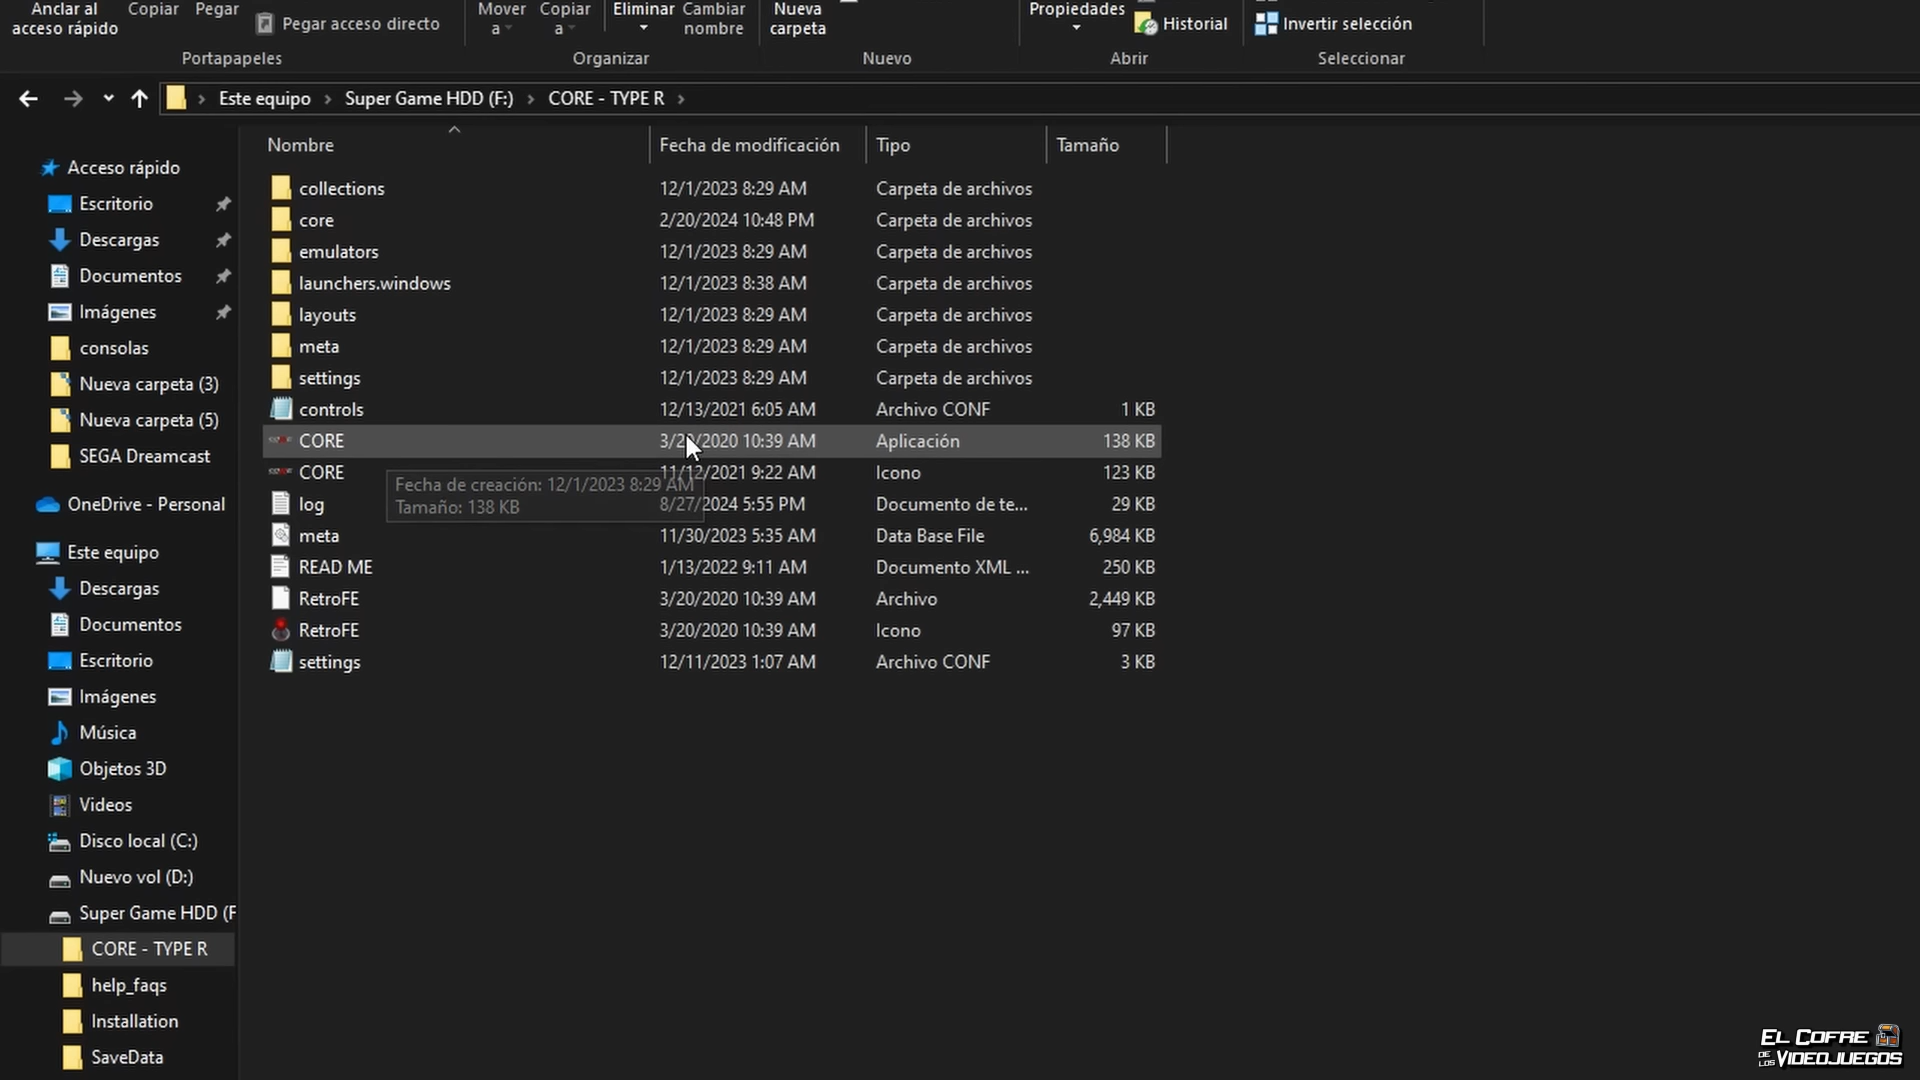 Anclar al
acceso rápido
Copiar
Pegar
Pegar acceso directo
Mover
a
Copiar
a
Eliminar
Cambiar
nombre
Nueva
carpeta
Propiedades
Historial
Invertir selección
Portapapeles
Organizar
Nuevo
Abrir
Seleccionar
Este equipo › Super Game HDD (F:) › CORE - TYPE R ›
Nombre Fecha de modificación Tipo Tamaño
collections 12/1/2023 8:29 AM Carpeta de archivos
core 2/20/2024 10:48 PM Carpeta de archivos
emulators 12/1/2023 8:29 AM Carpeta de archivos
launchers.windows 12/1/2023 8:38 AM Carpeta de archivos
layouts 12/1/2023 8:29 AM Carpeta de archivos
meta 12/1/2023 8:29 AM Carpeta de archivos
settings 12/1/2023 8:29 AM Carpeta de archivos
controls 12/13/2021 6:05 AM Archivo CONF 1 KB
CORE 3/20/2020 10:39 AM Aplicación 138 KB
CORE 11/12/2021 9:22 AM Icono 123 KB
Fecha de creación: 12/1/2023 8:29 AM
Tamaño: 138 KB
log 8/27/2024 5:55 PM Documento de te... 29 KB
meta 11/30/2023 5:35 AM Data Base File 6,984 KB
READ ME 1/13/2022 9:11 AM Documento XML ... 250 KB
RetroFE 3/20/2020 10:39 AM Archivo 2,449 KB
RetroFE 3/20/2020 10:39 AM Icono 97 KB
settings 12/11/2023 1:07 AM Archivo CONF 3 KB
Acceso rápido
Escritorio
Descargas
Documentos
Imágenes
consolas
Nueva carpeta (3)
Nueva carpeta (5)
SEGA Dreamcast
OneDrive - Personal
Este equipo
Descargas
Documentos
Escritorio
Imágenes
Música
Objetos 3D
Videos
Disco local (C:)
Nuevo vol (D:)
Super Game HDD (F
CORE - TYPE R
help_faqs
Installation
SaveData
EL COFRE
DE LOS VIDEOJUEGOS